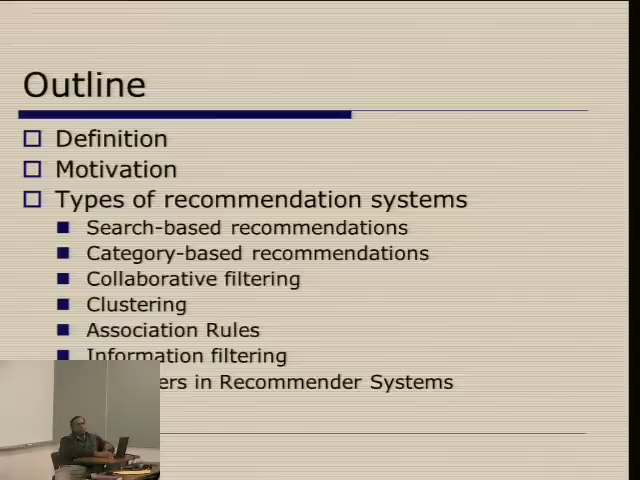 Outline
Definition
Motivation
Types of recommendation systems
Search-based recommendations
Category-based recommendations
Collaborative filtering
Clustering
Association Rules
Information filtering
in Recommender Systems